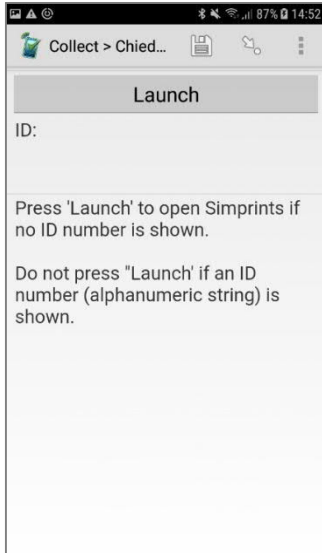 87% 14:52
Collect > Chied...
Launch
ID:
Press 'Launch' to open Simprints if
no ID number is shown.
Do not press "Launch' if an ID
number (alphanumeric string) is
shown.